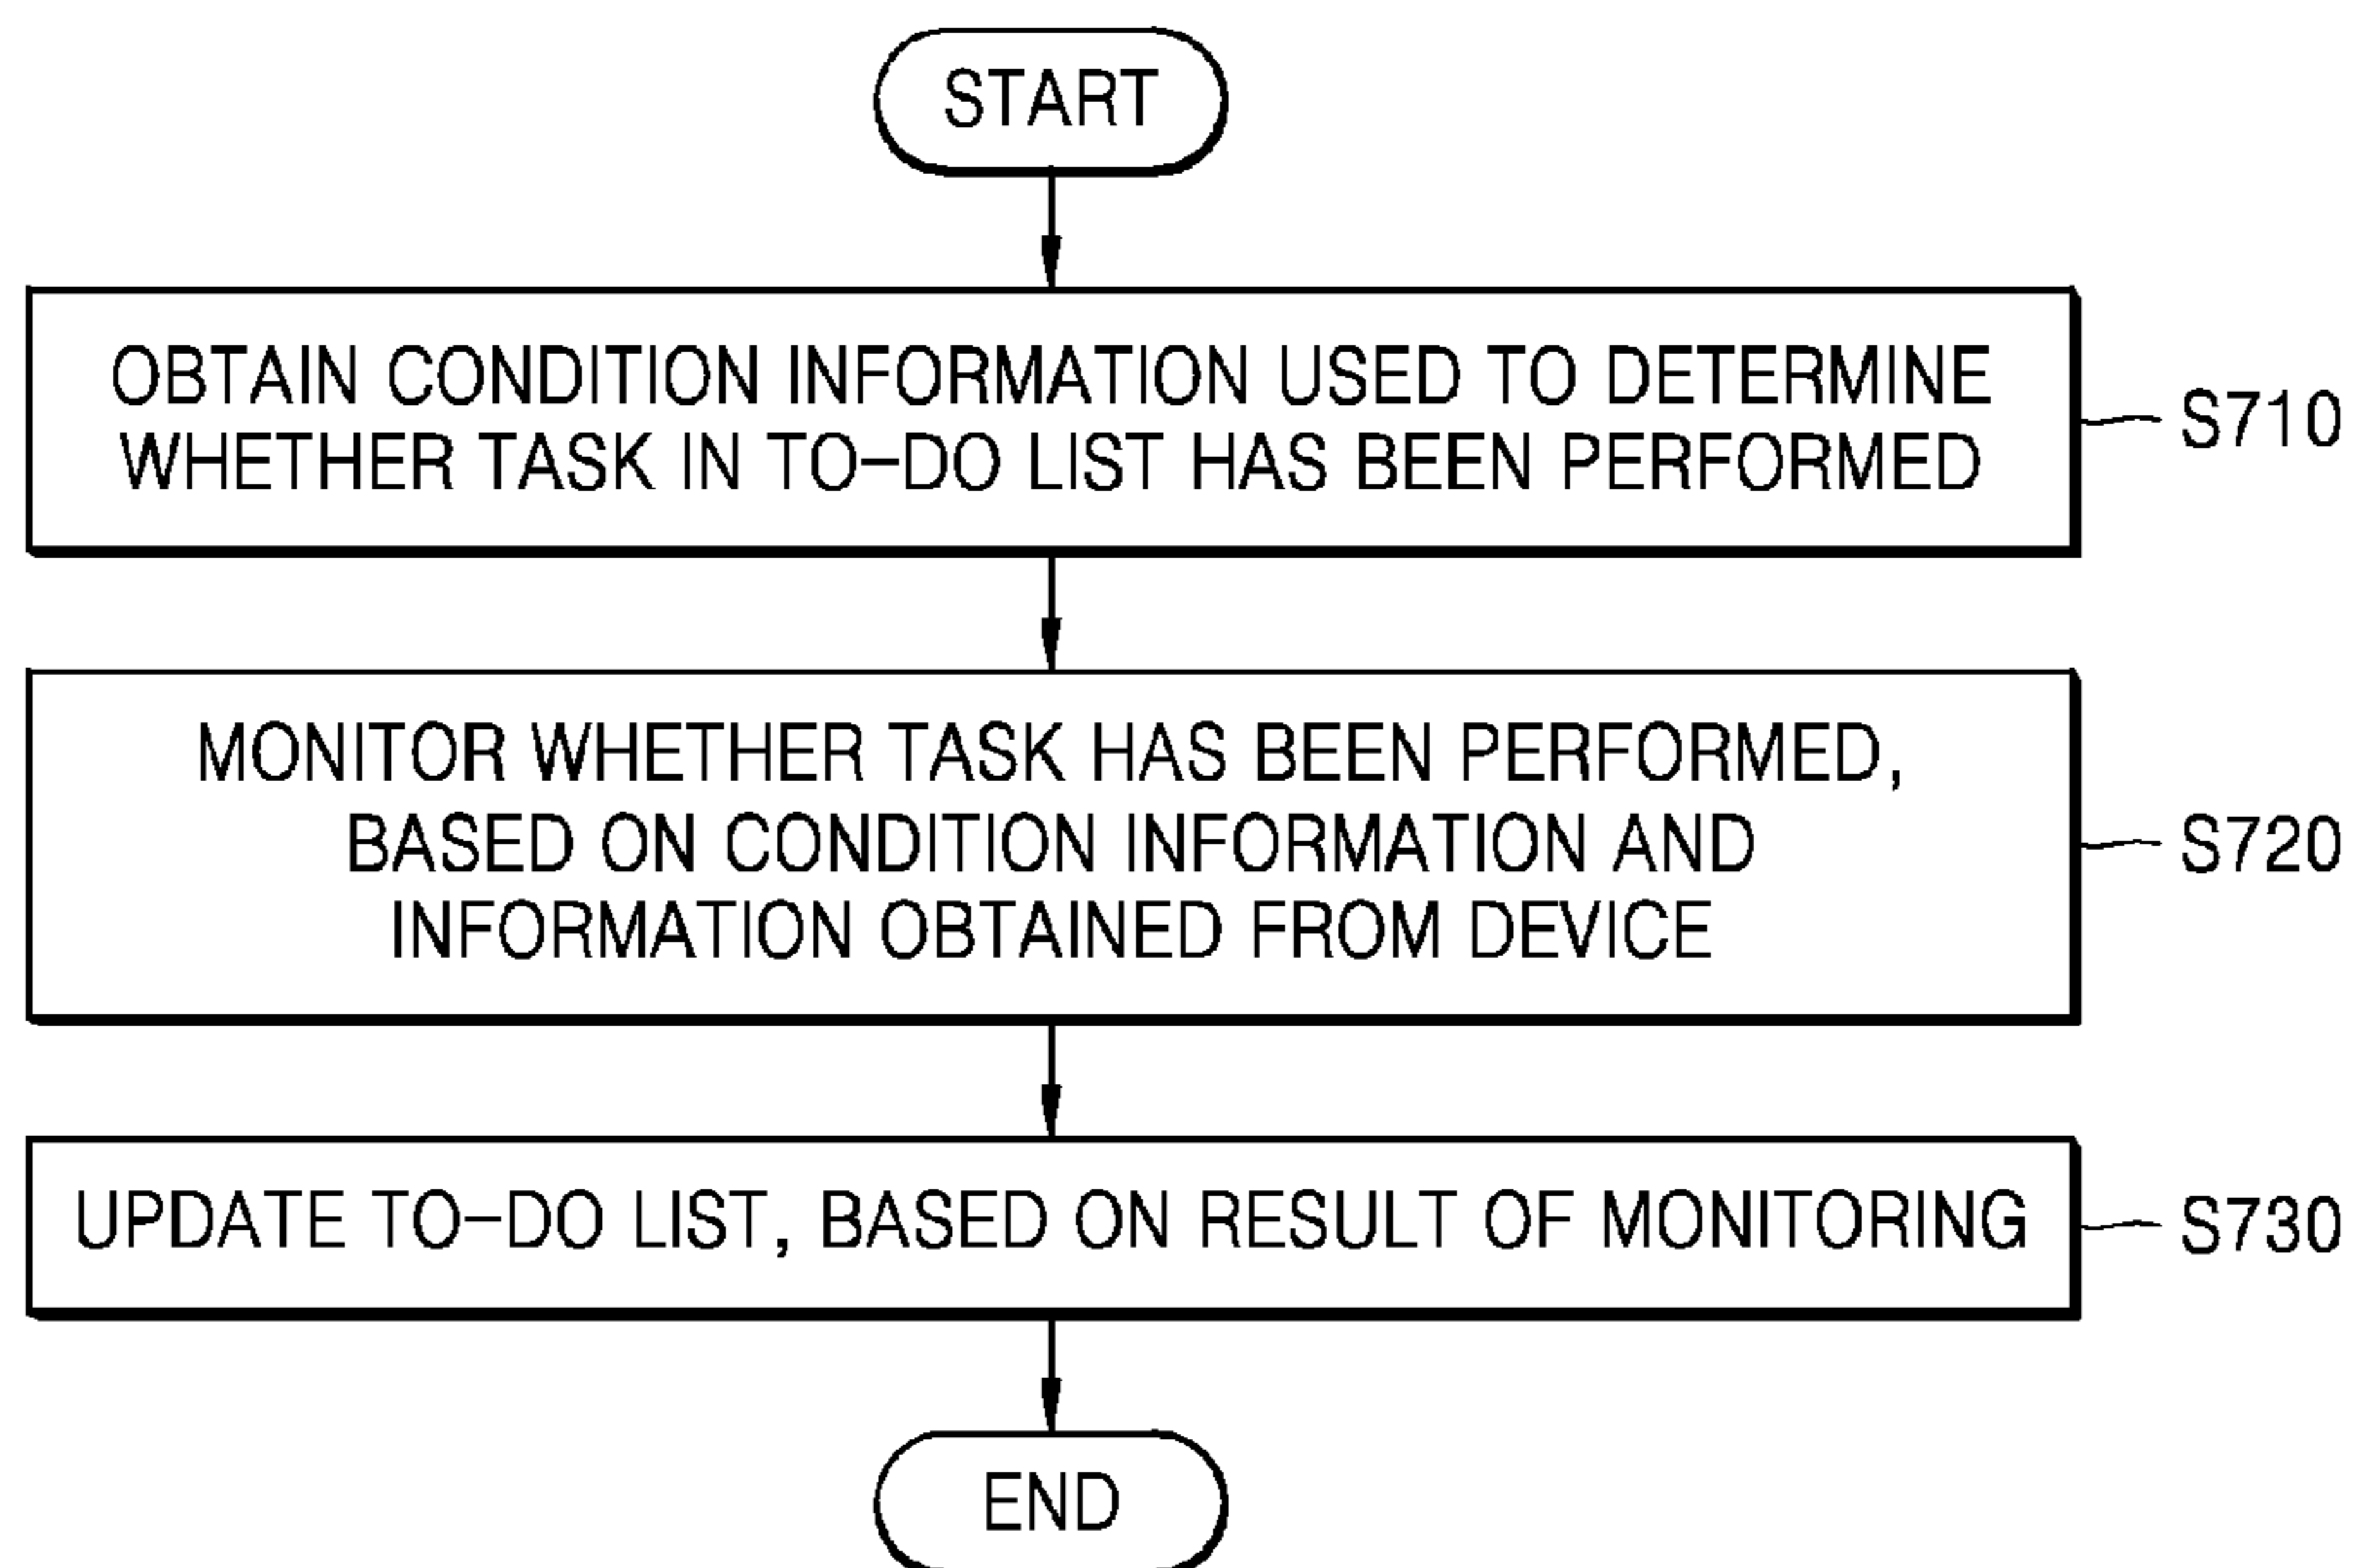 START
OBTAIN CONDITION INFORMATION USED TO DETERMINE
WHETHER TASK IN TO-DO LIST HAS BEEN PERFORMED
S710
MONITOR WHETHER TASK HAS BEEN PERFORMED,
BASED ON CONDITION INFORMATION AND
INFORMATION OBTAINED FROM DEVICE
S720
UPDATE TO-DO LIST, BASED ON RESULT OF MONITORING
S730
END